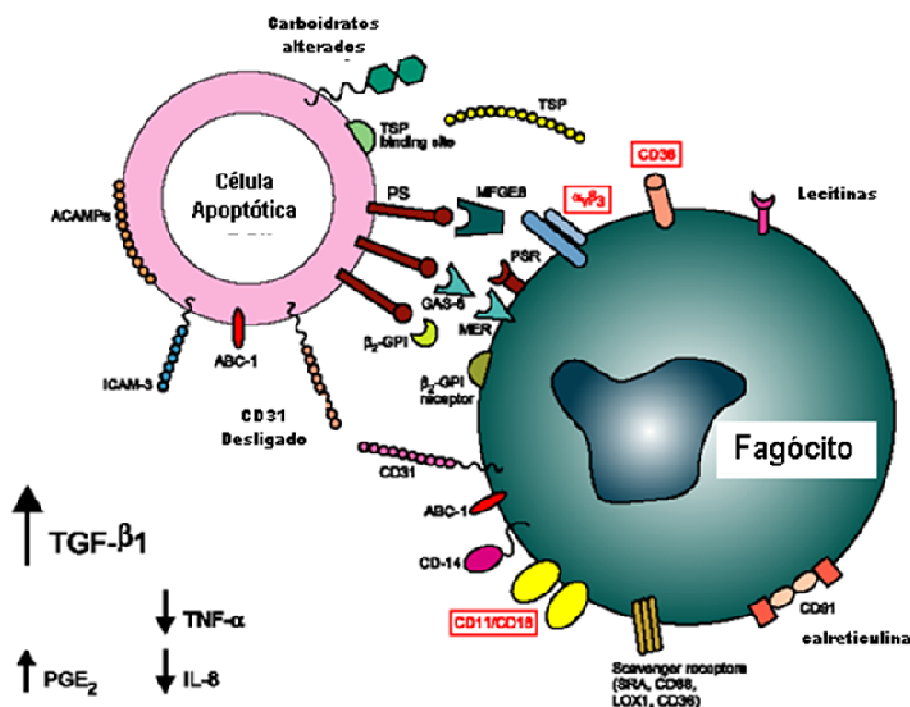 Carboidratos
alterados
TSP
TSP
binding site
CD36
Célula
Apoptótica
PS
MFGE8
αvβ3
Lecitinas
ACAMPs
PSR
GAS-6
MER
β2-GPI
ABC-1
ICAM-3
β2-GPI
receptor
CD31
Desligado
Fagócito
CD31
TGF-β1
ABC-1
CD-14
TNF-α
CD11/CD18
CD91
calreticulina
PGE2
IL-8
Scavenger receptors
(SRA, CD68,
LOX1, CD36)